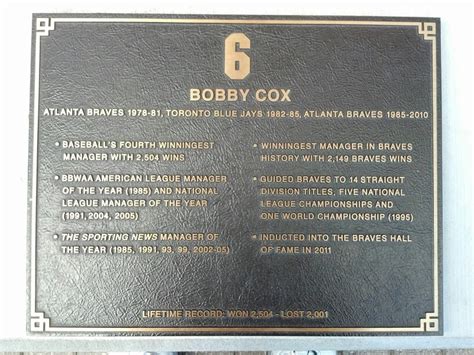 6
BOBBY COX
ATLANTA BRAVES 1978-81, TORONTO BLUE JAYS 1982-85, ATLANTA BRAVES 1985-2010
• BASEBALL'S FOURTH WINNINGEST
MANAGER WITH 2,504 WINS
• BBWAA AMERICAN LEAGUE MANAGER
OF THE YEAR (1985) AND NATIONAL
LEAGUE MANAGER OF THE YEAR
(1991, 2004, 2005)
• THE SPORTING NEWS MANAGER OF
THE YEAR (1985, 1991, 93, 99, 2002-05)
• WINNINGEST MANAGER IN BRAVES
HISTORY WITH 2,149 BRAVES WINS
• GUIDED BRAVES TO 14 STRAIGHT
DIVISION TITLES, FIVE NATIONAL
LEAGUE CHAMPIONSHIPS AND
ONE WORLD CHAMPIONSHIP (1995)
• INDUCTED INTO THE BRAVES HALL
OF FAME IN 2011
LIFETIME RECORD: WON 2,504 - LOST 2,001